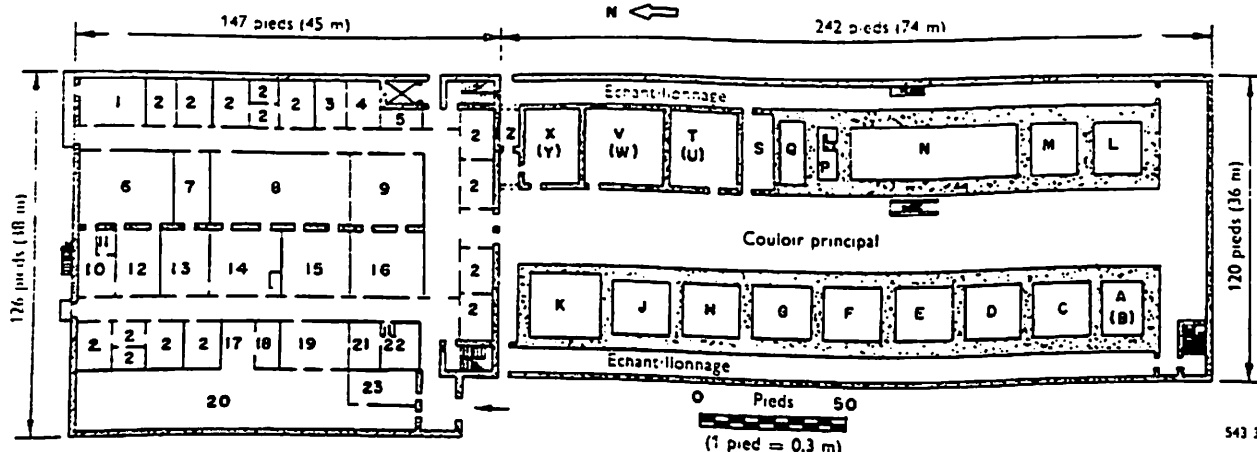 147 pieds (45 m)
N
242 pieds (74 m)
126 pieds (38 m)
120 pieds (36 m)
Echantillonnage
1 2 2 2 2 2 2 3 4 5
2 Z X (Y) V (W) T (U) S Q P N M L
6 7 8 9 2
Couloir principal
11 10 12 13 14 15 16
2 2
K J H G F E D C A (B)
2 2 2 2 2 17 18 19 21 22
Echantillonnage
23
20
0 Pieds 50
(1 pied = 0,3 m)
543 3